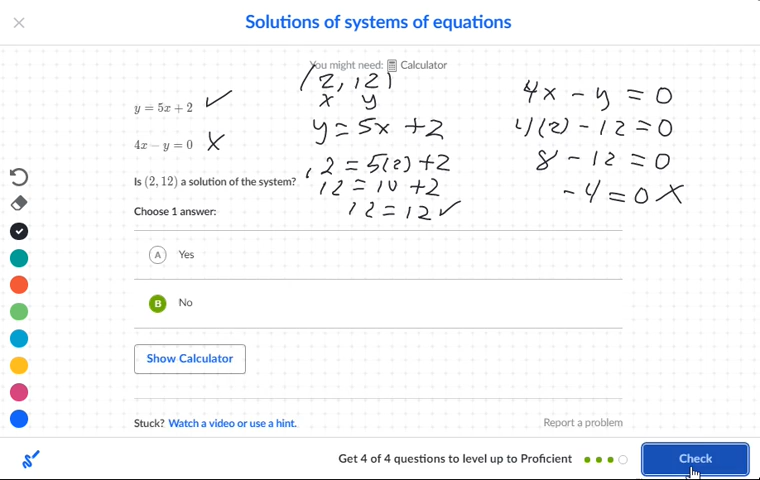 Solutions of systems of equations
You might need: Calculator
(2, 12)
x y
y = 5x + 2 ✓
4x - y = 0 X
y = 5x + 2
12 = 5(2) + 2
12 = 10 + 2
12 = 12 ✓
4x - y = 0
4(2) - 12 = 0
8 - 12 = 0
-4 = 0 X
Is (2, 12) a solution of the system?
Choose 1 answer:
A Yes
B No
Show Calculator
Stuck? Watch a video or use a hint.
Report a problem
Get 4 of 4 questions to level up to Proficient
Check